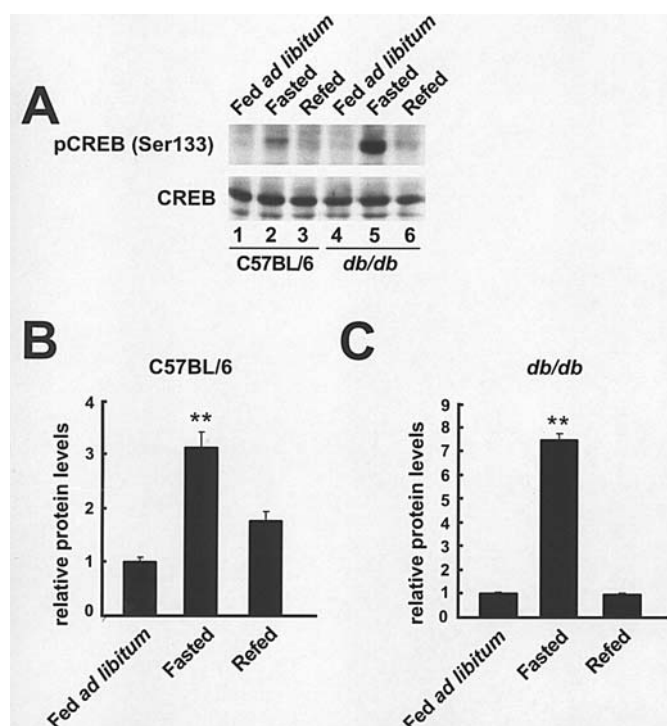 A
Fed ad libitum
Fasted
Refed
Fed ad libitum
Fasted
Refed
pCREB (Ser133)
CREB
1 2 3 4 5 6
C57BL/6 db/db
B
C57BL/6
relative protein levels
4
3
2
1
0
**
Fed ad libitum
Fasted
Refed
C
db/db
relative protein levels
9
8
7
6
5
4
3
2
1
0
**
Fed ad libitum
Fasted
Refed